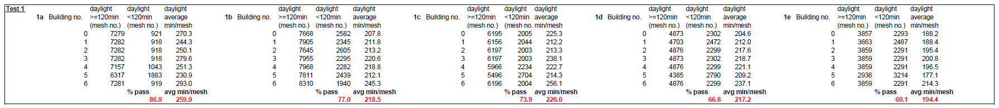 Test 1 daylight daylight daylight daylight daylight daylight daylight daylight daylight daylight daylight daylight daylight daylight daylight
1a Building no. >=120min <120min average 1b Building no. >=120min <120min average 1c Building no. >=120min <120min average 1d Building no. >=120min <120min average 1e Building no. >=120min <120min average
(mesh no.) (mesh no.) min/mesh (mesh no.) (mesh no.) min/mesh (mesh no.) (mesh no.) min/mesh (mesh no.) (mesh no.) min/mesh (mesh no.) (mesh no.) min/mesh
0 7279 921 270.3 0 7668 2582 207.8 0 6195 2005 225.3 0 4873 2302 204.6 0 3857 2293 188.2
1 7282 918 244.3 1 7905 2345 211.8 1 6156 2044 212.2 1 4703 2472 212.0 1 3663 2487 188.4
2 7282 918 250.1 2 7645 2605 213.2 2 6197 2003 213.3 2 4876 2299 217.6 2 3859 2291 195.4
3 7282 918 279.6 3 7955 2295 220.6 3 6197 2003 238.1 3 4873 2302 218.7 3 3859 2291 200.8
4 7157 1043 251.3 4 7968 2282 218.8 4 5966 2234 222.7 4 4876 2299 221.1 4 3859 2291 196.5
5 6317 1883 230.9 5 7811 2439 212.1 5 5496 2704 214.3 5 4385 2790 209.2 5 2936 3214 177.1
6 7281 919 293.0 6 8310 1940 245.3 6 6196 2004 256.1 6 4876 2299 237.1 6 3859 2291 214.3
% pass avg min/mesh % pass avg min/mesh % pass avg min/mesh % pass avg min/mesh % pass avg min/mesh
86.9 259.9 77.0 218.5 73.9 226.0 66.6 217.2 60.1 194.4